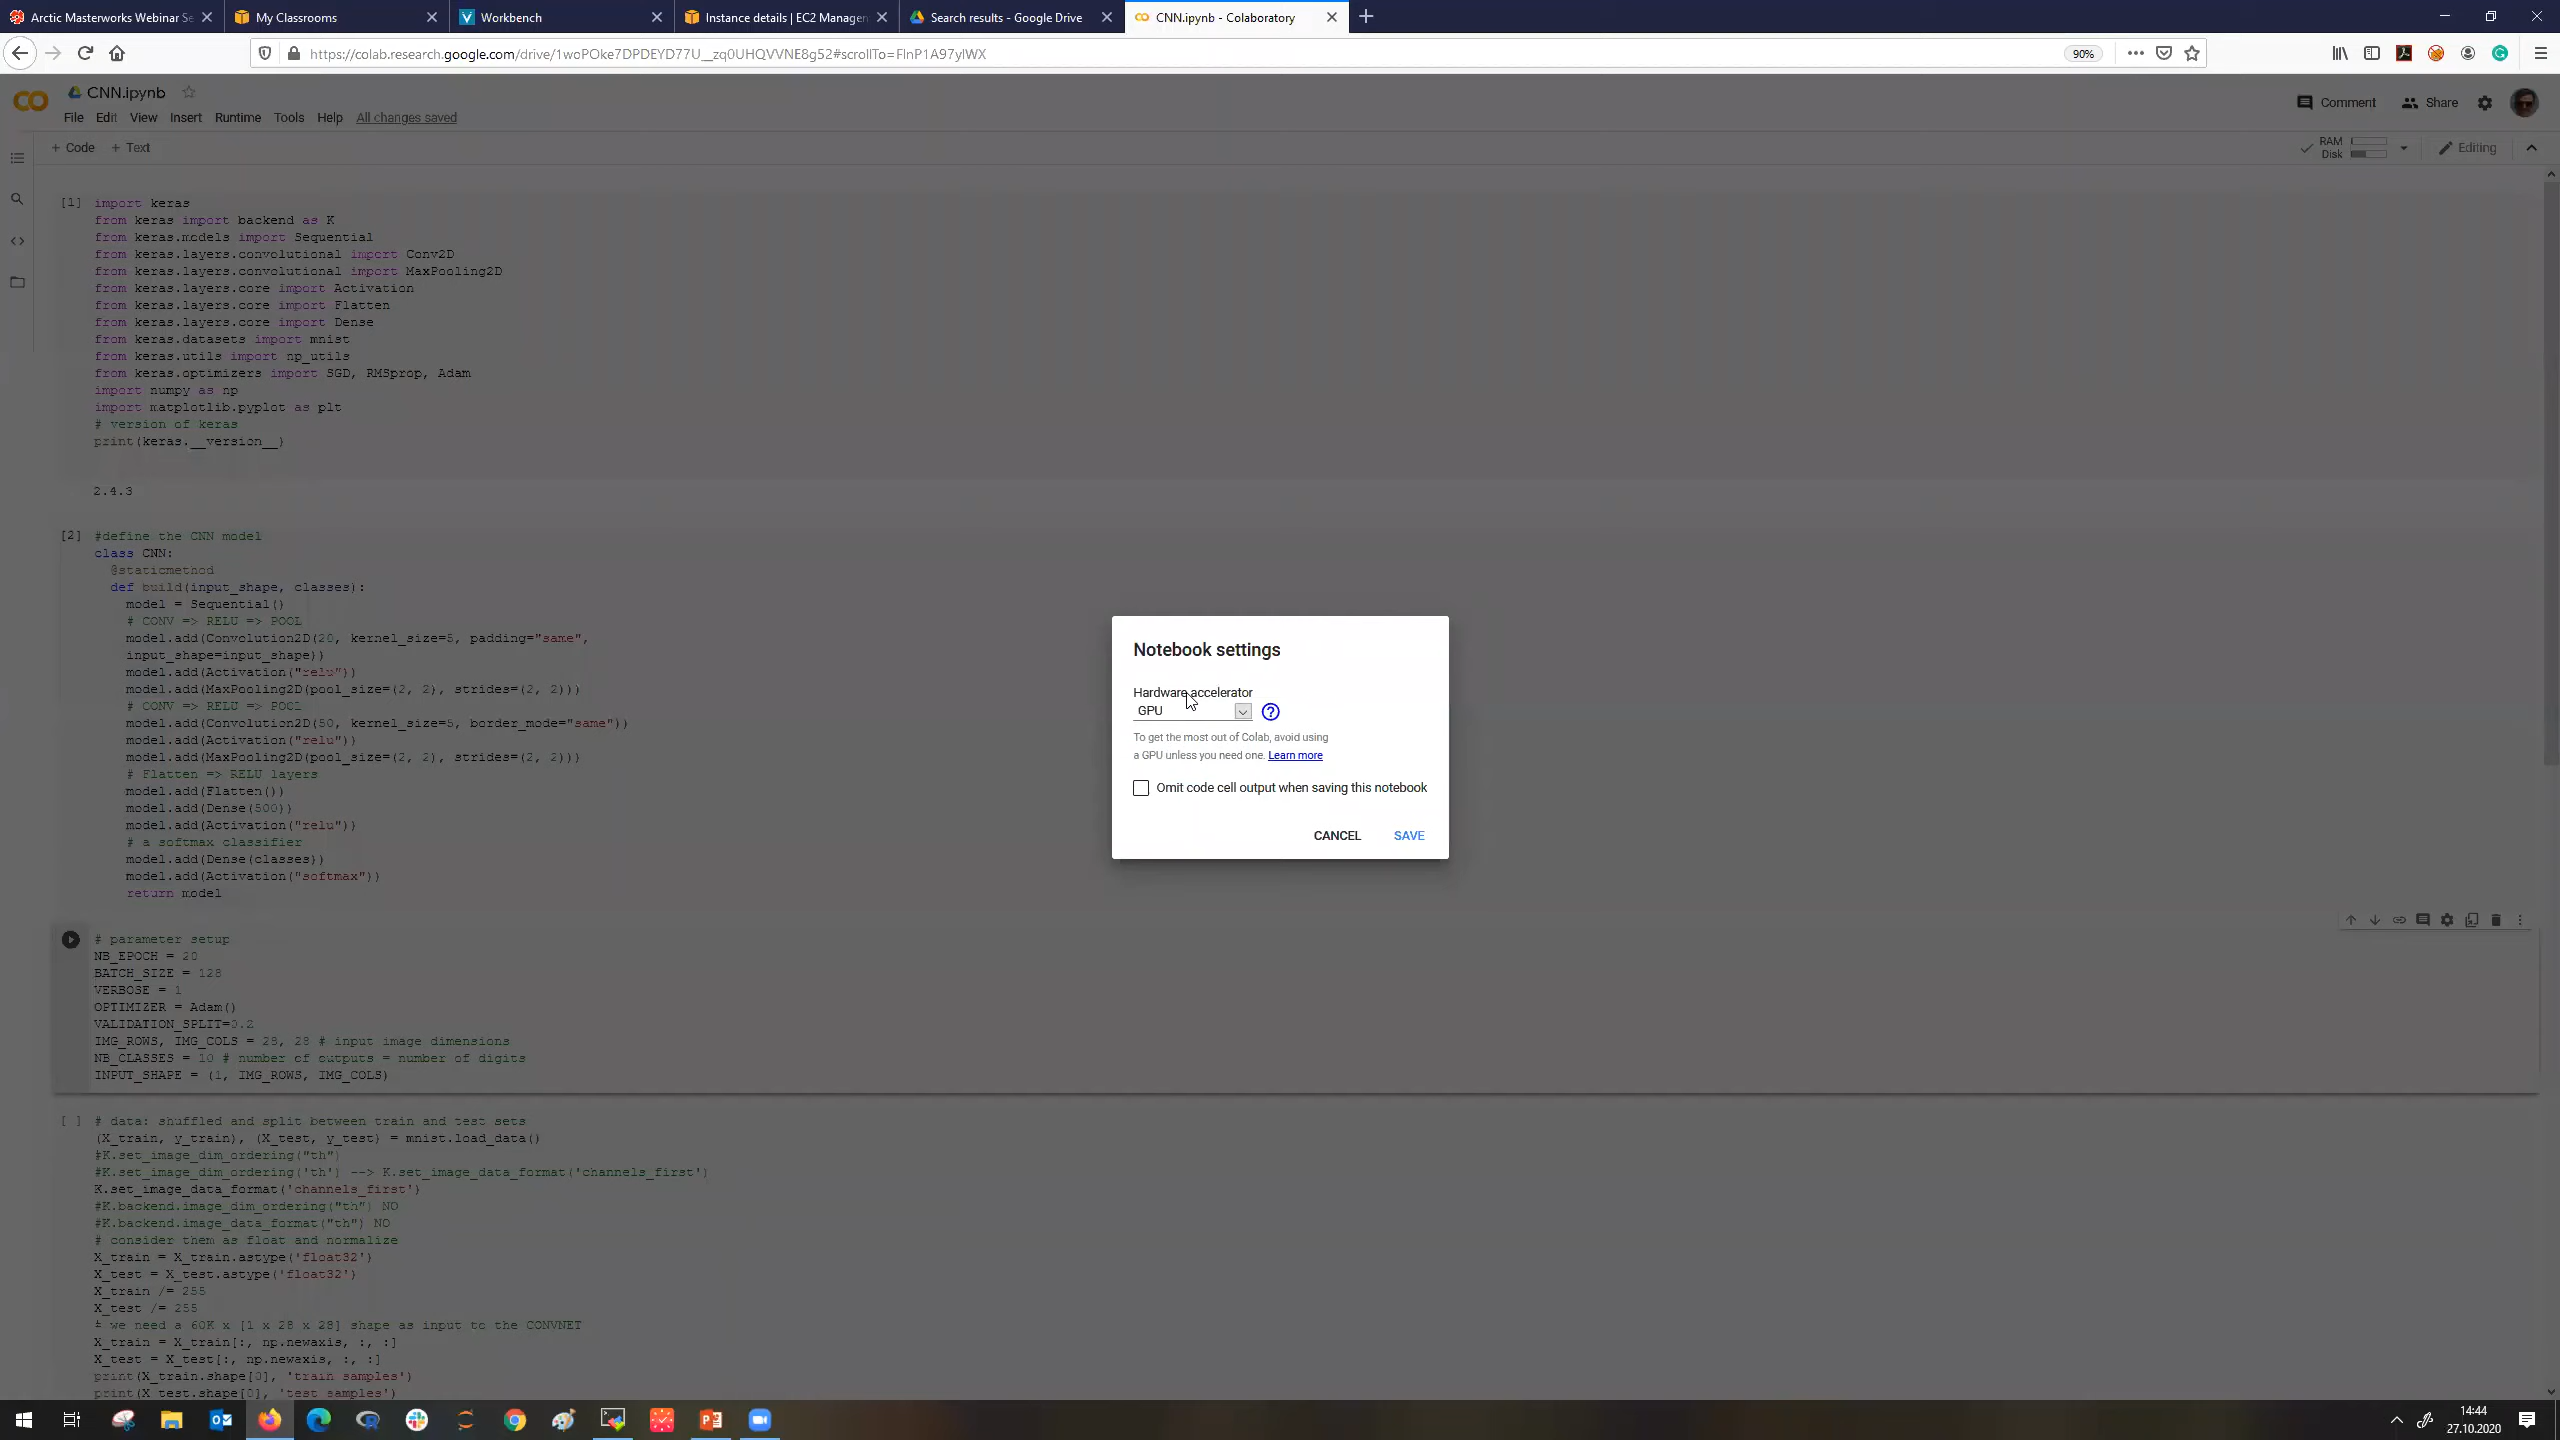 Arctic Masterworks Webinar Se
My Classrooms
Workbench
Instance details | EC2 Managem
Search results - Google Drive
CNN.ipynb - Colaboratory
https://colab.research.google.com/drive/1woPOke7DPDEYD77U__zq0UHQVVNE8g52#scrollTo=FlnP1A97ylWX
90%
CNN.ipynb
Comment
Share
File Edit View Insert Runtime Tools Help All changes saved
+ Code + Text
RAM
Disk
Editing
[1] import keras
from keras import backend as K
from keras.models import Sequential
from keras.layers.convolutional import Conv2D
from keras.layers.convolutional import MaxPooling2D
from keras.layers.core import Activation
from keras.layers.core import Flatten
from keras.layers.core import Dense
from keras.datasets import mnist
from keras.utils import np_utils
from keras.optimizers import SGD, RMSprop, Adam
import numpy as np
import matplotlib.pyplot as plt
# version of keras
print(keras.__version__)
2.4.3
[2] #define the CNN model
class CNN:
@staticmethod
def build(input_shape, classes):
model = Sequential()
# CONV => RELU => POOL
model.add(Convolution2D(20, kernel_size=5, padding="same",
input_shape=input_shape))
model.add(Activation("relu"))
model.add(MaxPooling2D(pool_size=(2, 2), strides=(2, 2)))
# CONV => RELU => POOL
model.add(Convolution2D(50, kernel_size=5, border_mode="same"))
model.add(Activation("relu"))
model.add(MaxPooling2D(pool_size=(2, 2), strides=(2, 2)))
# Flatten => RELU layers
model.add(Flatten())
model.add(Dense(500))
model.add(Activation("relu"))
# a softmax classifier
model.add(Dense(classes))
model.add(Activation("softmax"))
return model
Notebook settings
Hardware accelerator
GPU
To get the most out of Colab, avoid using
a GPU unless you need one. Learn more
Omit code cell output when saving this notebook
CANCEL SAVE
# parameter setup
NB_EPOCH = 20
BATCH_SIZE = 128
VERBOSE = 1
OPTIMIZER = Adam()
VALIDATION_SPLIT=0.2
IMG_ROWS, IMG_COLS = 28, 28 # input image dimensions
NB_CLASSES = 10 # number of outputs = number of digits
INPUT_SHAPE = (1, IMG_ROWS, IMG_COLS)
[ ] # data: shuffled and split between train and test sets
(X_train, y_train), (X_test, y_test) = mnist.load_data()
#K.set_image_dim_ordering("th")
#K.set_image_dim_ordering('th') --> K.set_image_data_format('channels_first')
K.set_image_data_format('channels_first')
#K.backend.image_dim_ordering("th") NO
#K.backend.image_data_format("th") NO
# consider them as float and normalize
X_train = X_train.astype('float32')
X_test = X_test.astype('float32')
X_train /= 255
X_test /= 255
# we need a 60K x [1 x 28 x 28] shape as input to the CONVNET
X_train = X_train[:, np.newaxis, :, :]
X_test = X_test[:, np.newaxis, :, :]
print(X_train.shape[0], 'train samples')
print(X_test.shape[0], 'test samples')
14:44
27.10.2020